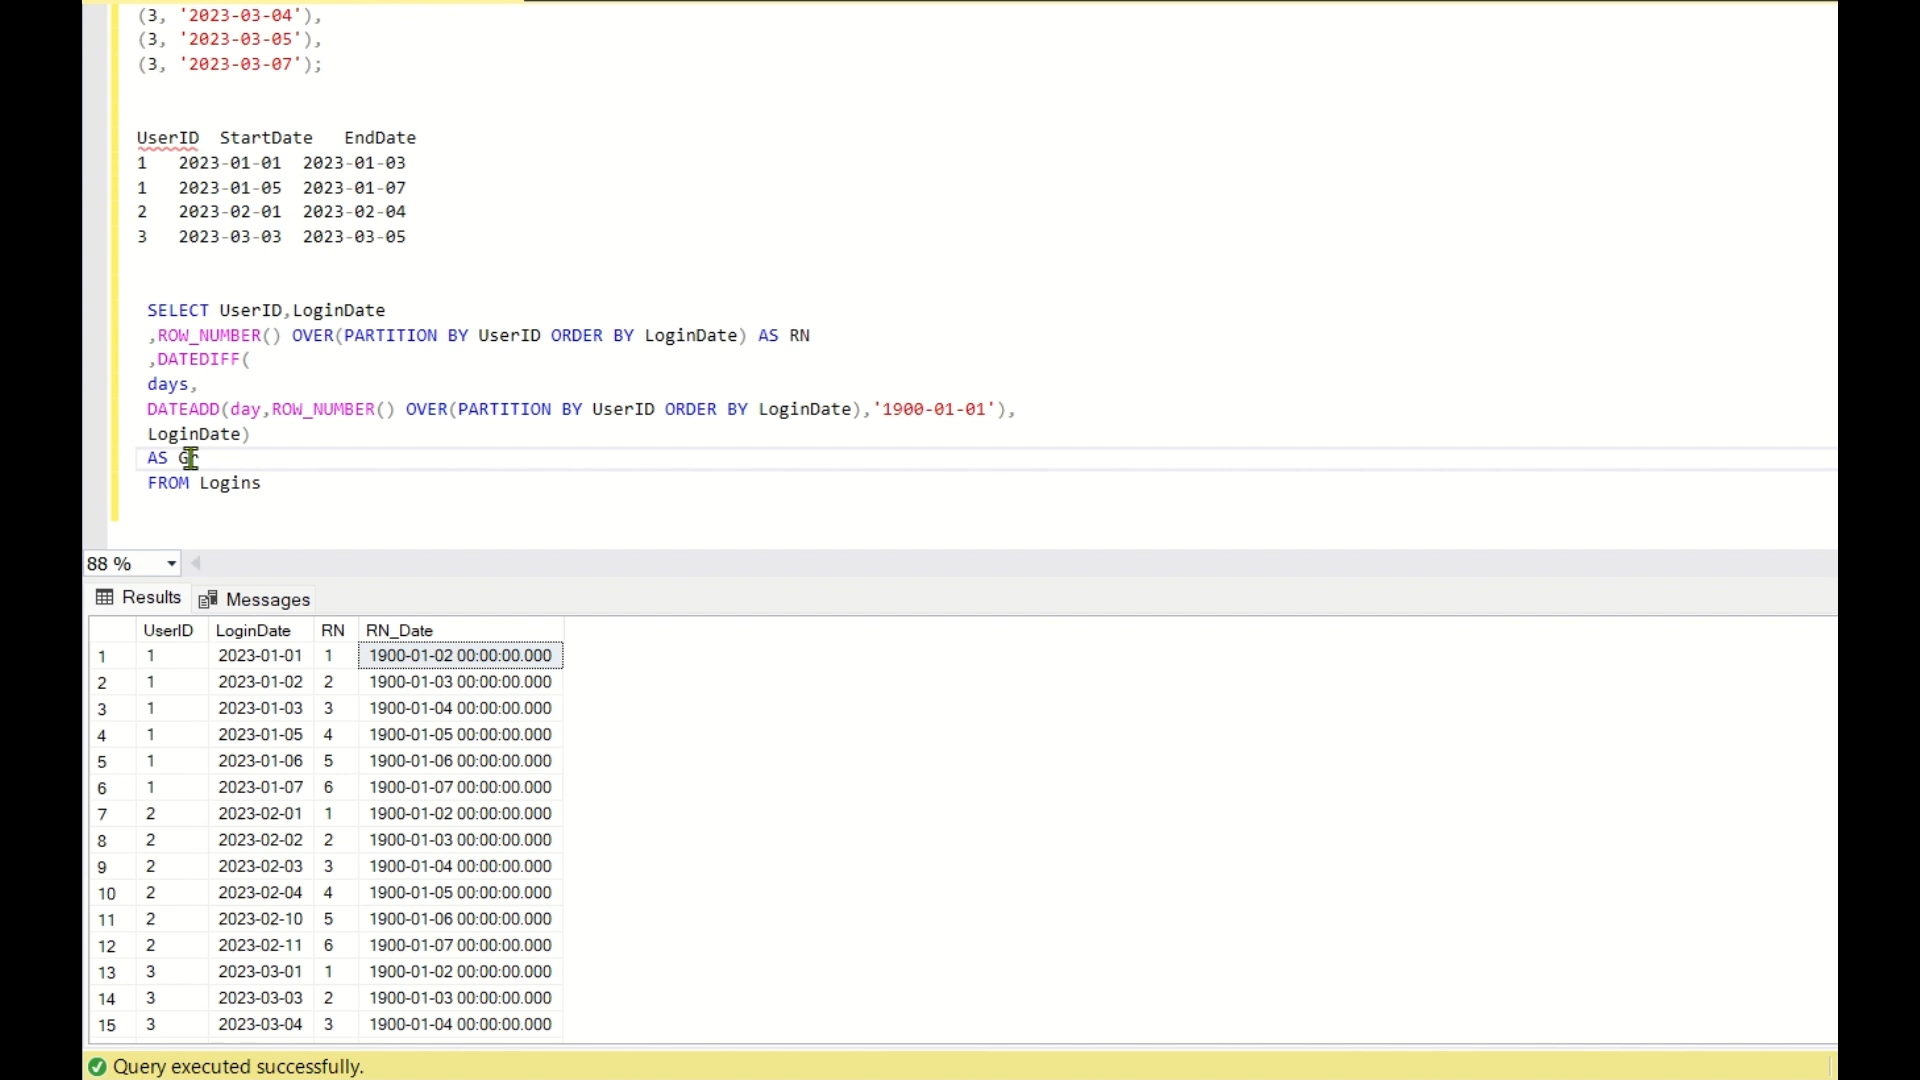 (3, '2023-03-04'),
(3, '2023-03-05'),
(3, '2023-03-07');
UserID StartDate EndDate
1 2023-01-01 2023-01-03
1 2023-01-05 2023-01-07
2 2023-02-01 2023-02-04
3 2023-03-03 2023-03-05
SELECT UserID,LoginDate
,ROW_NUMBER() OVER(PARTITION BY UserID ORDER BY LoginDate) AS RN
,DATEDIFF(
days,
DATEADD(day,ROW_NUMBER() OVER(PARTITION BY UserID ORDER BY LoginDate),'1900-01-01'),
LoginDate)
AS Gr
FROM Logins
88 %
Results Messages
UserID LoginDate RN RN_Date
1 1 2023-01-01 1 1900-01-02 00:00:00.000
2 1 2023-01-02 2 1900-01-03 00:00:00.000
3 1 2023-01-03 3 1900-01-04 00:00:00.000
4 1 2023-01-05 4 1900-01-05 00:00:00.000
5 1 2023-01-06 5 1900-01-06 00:00:00.000
6 1 2023-01-07 6 1900-01-07 00:00:00.000
7 2 2023-02-01 1 1900-01-02 00:00:00.000
8 2 2023-02-02 2 1900-01-03 00:00:00.000
9 2 2023-02-03 3 1900-01-04 00:00:00.000
10 2 2023-02-04 4 1900-01-05 00:00:00.000
11 2 2023-02-10 5 1900-01-06 00:00:00.000
12 2 2023-02-11 6 1900-01-07 00:00:00.000
13 3 2023-03-01 1 1900-01-02 00:00:00.000
14 3 2023-03-03 2 1900-01-03 00:00:00.000
15 3 2023-03-04 3 1900-01-04 00:00:00.000
Query executed successfully.